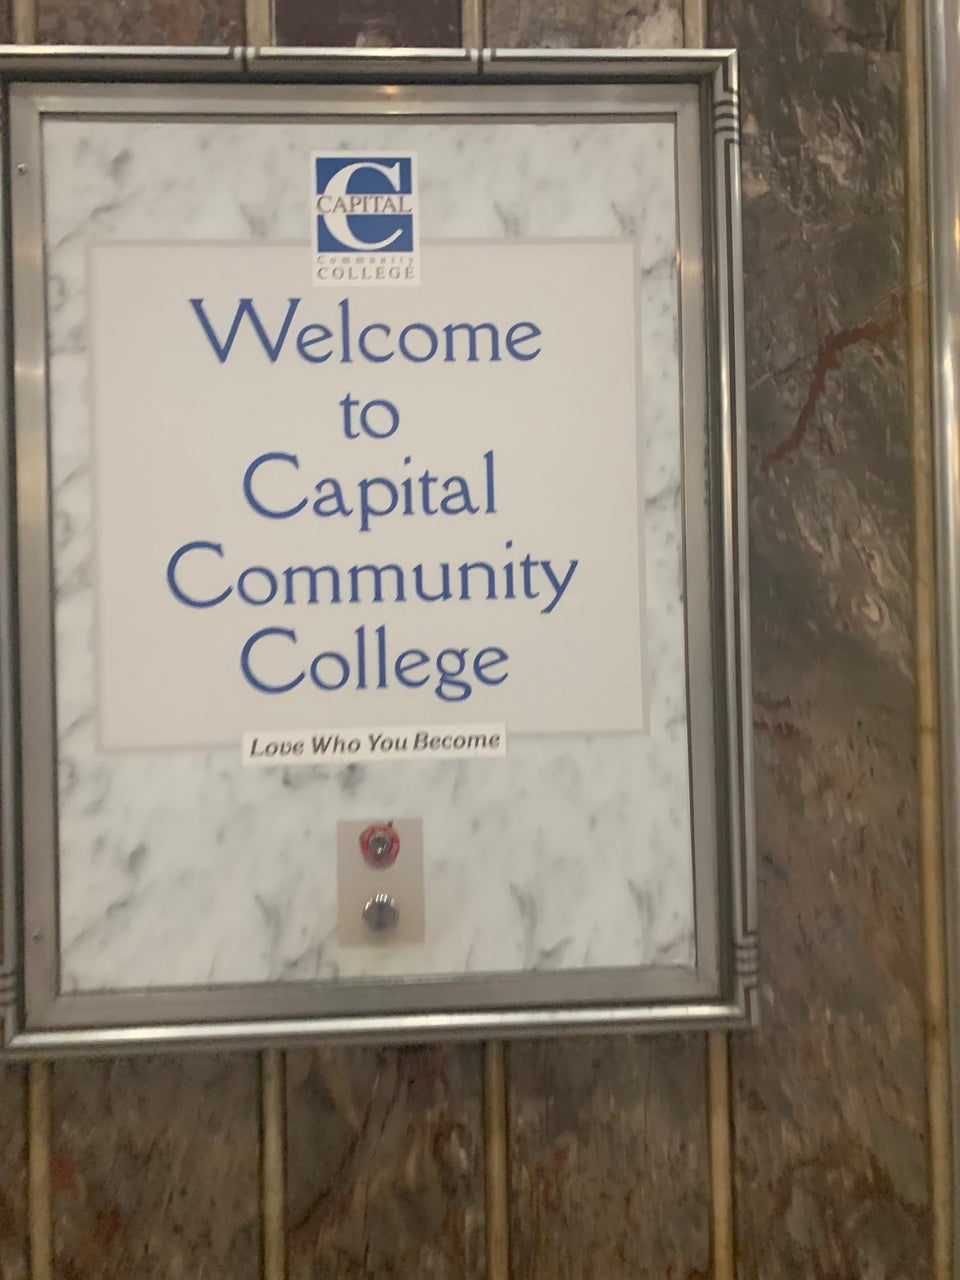 CAPITAL
Community
COLLEGE
Welcome
to
Capital
Community
College
Love Who You Become